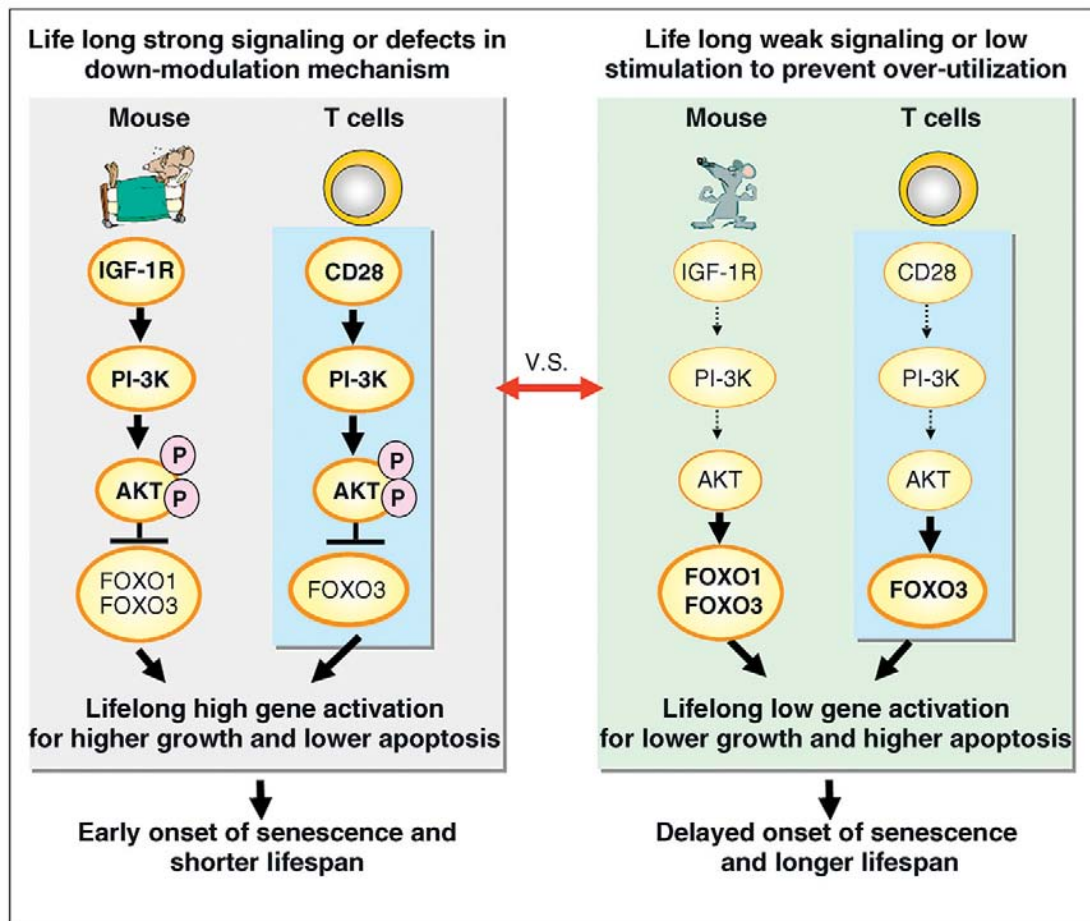 Life long strong signaling or defects in
down-modulation mechanism
Mouse
T cells
IGF-1R
CD28
PI-3K
PI-3K
AKT
P
P
AKT
P
P
FOXO1
FOXO3
FOXO3
Lifelong high gene activation
for higher growth and lower apoptosis
Early onset of senescence and
shorter lifespan
V.S.
Life long weak signaling or low
stimulation to prevent over-utilization
Mouse
T cells
IGF-1R
CD28
PI-3K
PI-3K
AKT
AKT
FOXO1
FOXO3
FOXO3
Lifelong low gene activation
for lower growth and higher apoptosis
Delayed onset of senescence
and longer lifespan